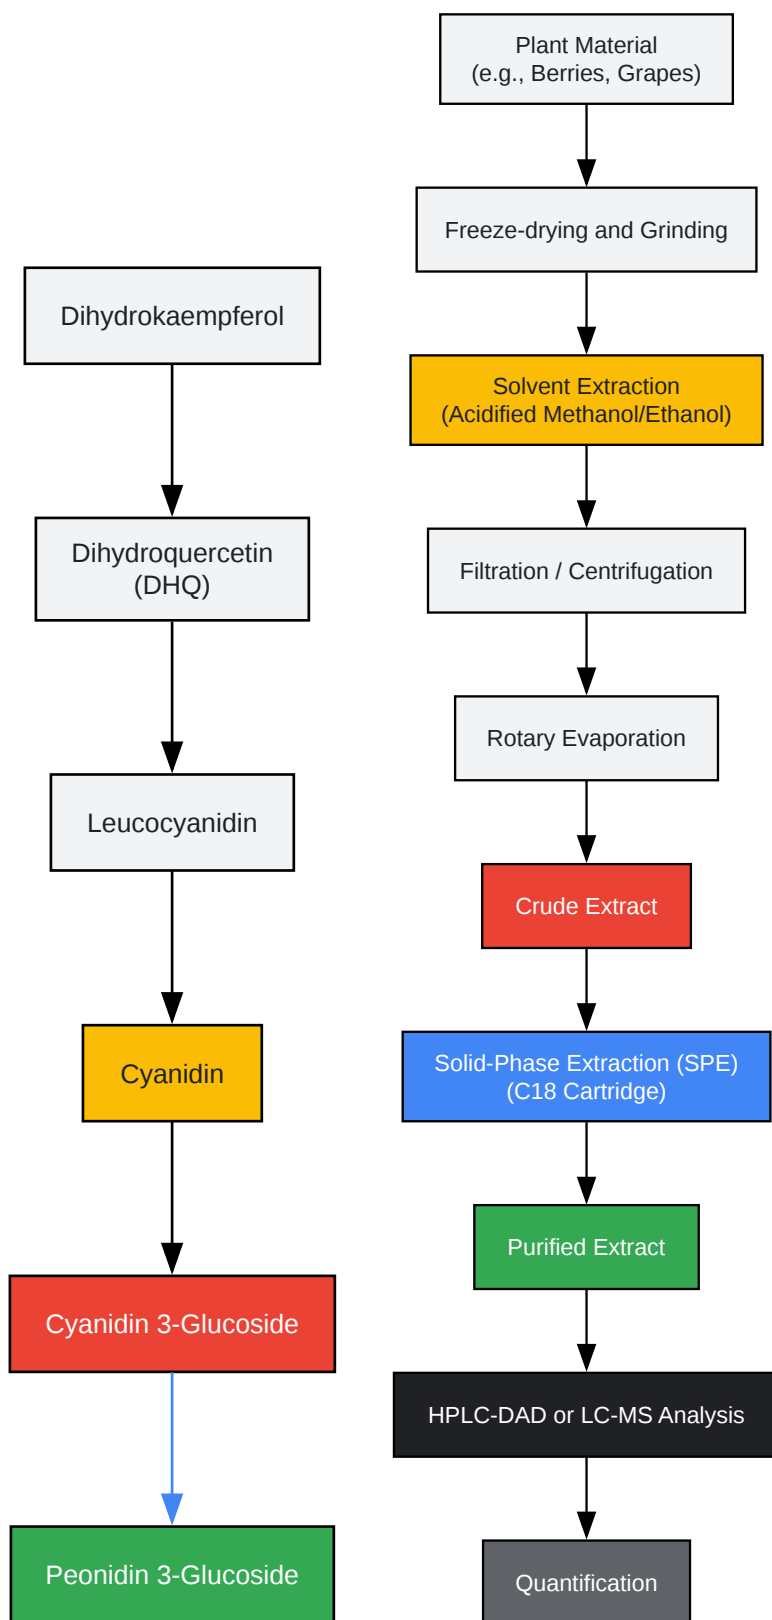 Dihydrokaempferol
Dihydroquercetin
(DHQ)
Leucocyanidin
Cyanidin
Cyanidin 3-Glucoside
Peonidin 3-Glucoside
Plant Material
(e.g., Berries, Grapes)
Freeze-drying and Grinding
Solvent Extraction
(Acidified Methanol/Ethanol)
Filtration / Centrifugation
Rotary Evaporation
Crude Extract
Solid-Phase Extraction (SPE)
(C18 Cartridge)
Purified Extract
HPLC-DAD or LC-MS Analysis
Quantification